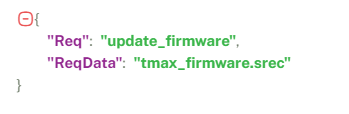 {
"Req": "update_firmware",
"ReqData": "tmax_firmware.srec"
}